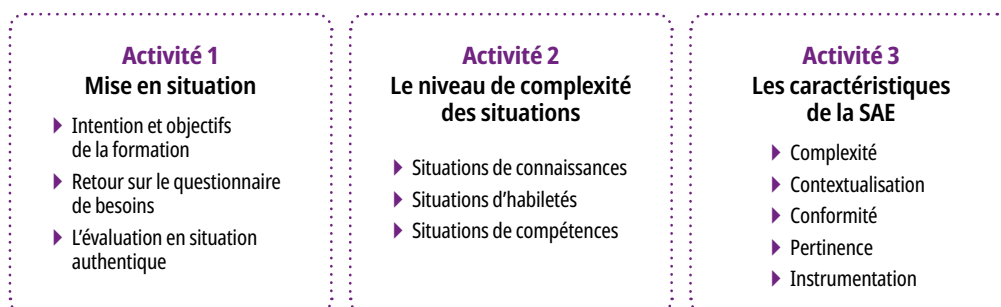 Activité 1
Mise en situation
Intention et objectifs
de la formation
Retour sur le questionnaire
de besoins
L’évaluation en situation
authentique
Activité 2
Le niveau de complexité
des situations
Situations de connaissances
Situations d’habiletés
Situations de compétences
Activité 3
Les caractéristiques
de la SAE
Complexité
Contextualisation
Conformité
Pertinence
Instrumentation